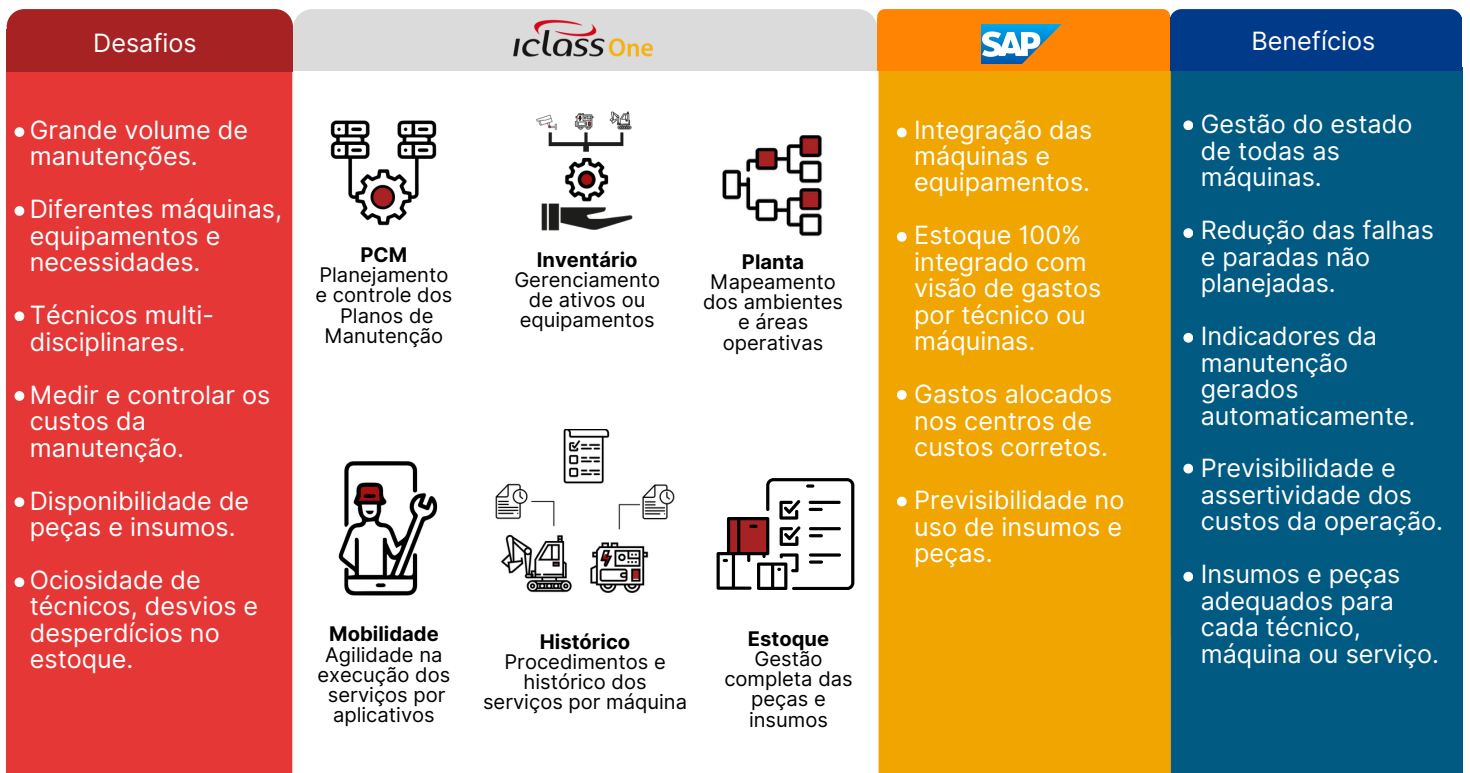 Desafios
Grande volume de
manutenções.
Diferentes máquinas,
equipamentos e
necessidades.
Técnicos multi-
disciplinares.
Medir e controlar os
custos da
manutenção.
Disponibilidade de
peças e insumos.
Ociosidade de
técnicos, desvios e
desperdícios no
estoque.
ıclass One
PCM
Planejamento
e controle dos
Planos de
Manutenção
Inventário
Gerenciamento
de ativos ou
equipamentos
Planta
Mapeamento
dos ambientes
e áreas
operativas
Mobilidade
Agilidade na
execução dos
serviços por
aplicativos
Histórico
Procedimentos e
histórico dos
serviços por máquina
Estoque
Gestão
completa das
peças e
insumos
SAP
Integração das
máquinas e
equipamentos.
Estoque 100%
integrado com
visão de gastos
por técnico ou
máquinas.
Gastos alocados
nos centros de
custos corretos.
Previsibilidade no
uso de insumos e
peças.
Benefícios
Gestão do estado
de todas as
máquinas.
Redução das falhas
e paradas não
planejadas.
Indicadores da
manutenção
gerados
automaticamente.
Previsibilidade e
assertividade dos
custos da operação.
Insumos e peças
adequados para
cada técnico,
máquina ou serviço.